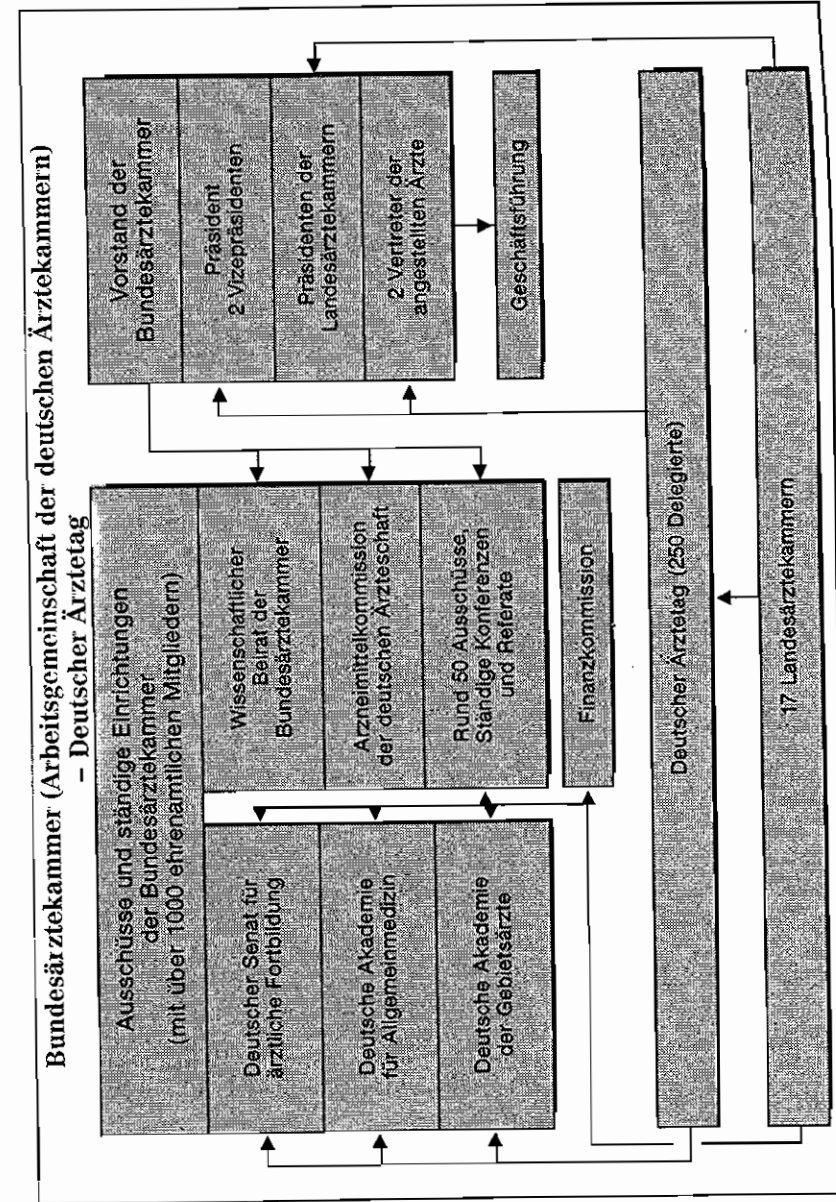 Bundesärztekammer (Arbeitsgemeinschaft der deutschen Ärztekammern)
– Deutscher Ärztetag
Ausschüsse und ständige Einrichtungen
der Bundesärztekammer
(mit über 1000 ehrenamtlichen Mitgliedern)
Deutscher Senat für
ärztliche Fortbildung
Deutsche Akademie
für Allgemeinmedizin
Deutsche Akademie
der Gebietsärzte
Wissenschaftlicher
Beirat der
Bundesärztekammer
Arzneimittelkommission
der deutschen Ärzteschaft
Rund 50 Ausschüsse,
Ständige Konferenzen
und Referate
Finanzkommission
Vorstand der
Bundesärztekammer
Präsident
2 Vizepräsidenten
Präsidenten der
Landesärztekammern
2 Vertreter der
angestellten Ärzte
Geschäftsführung
Deutscher Ärztetag (250 Delegierte)
17 Landesärztekammern